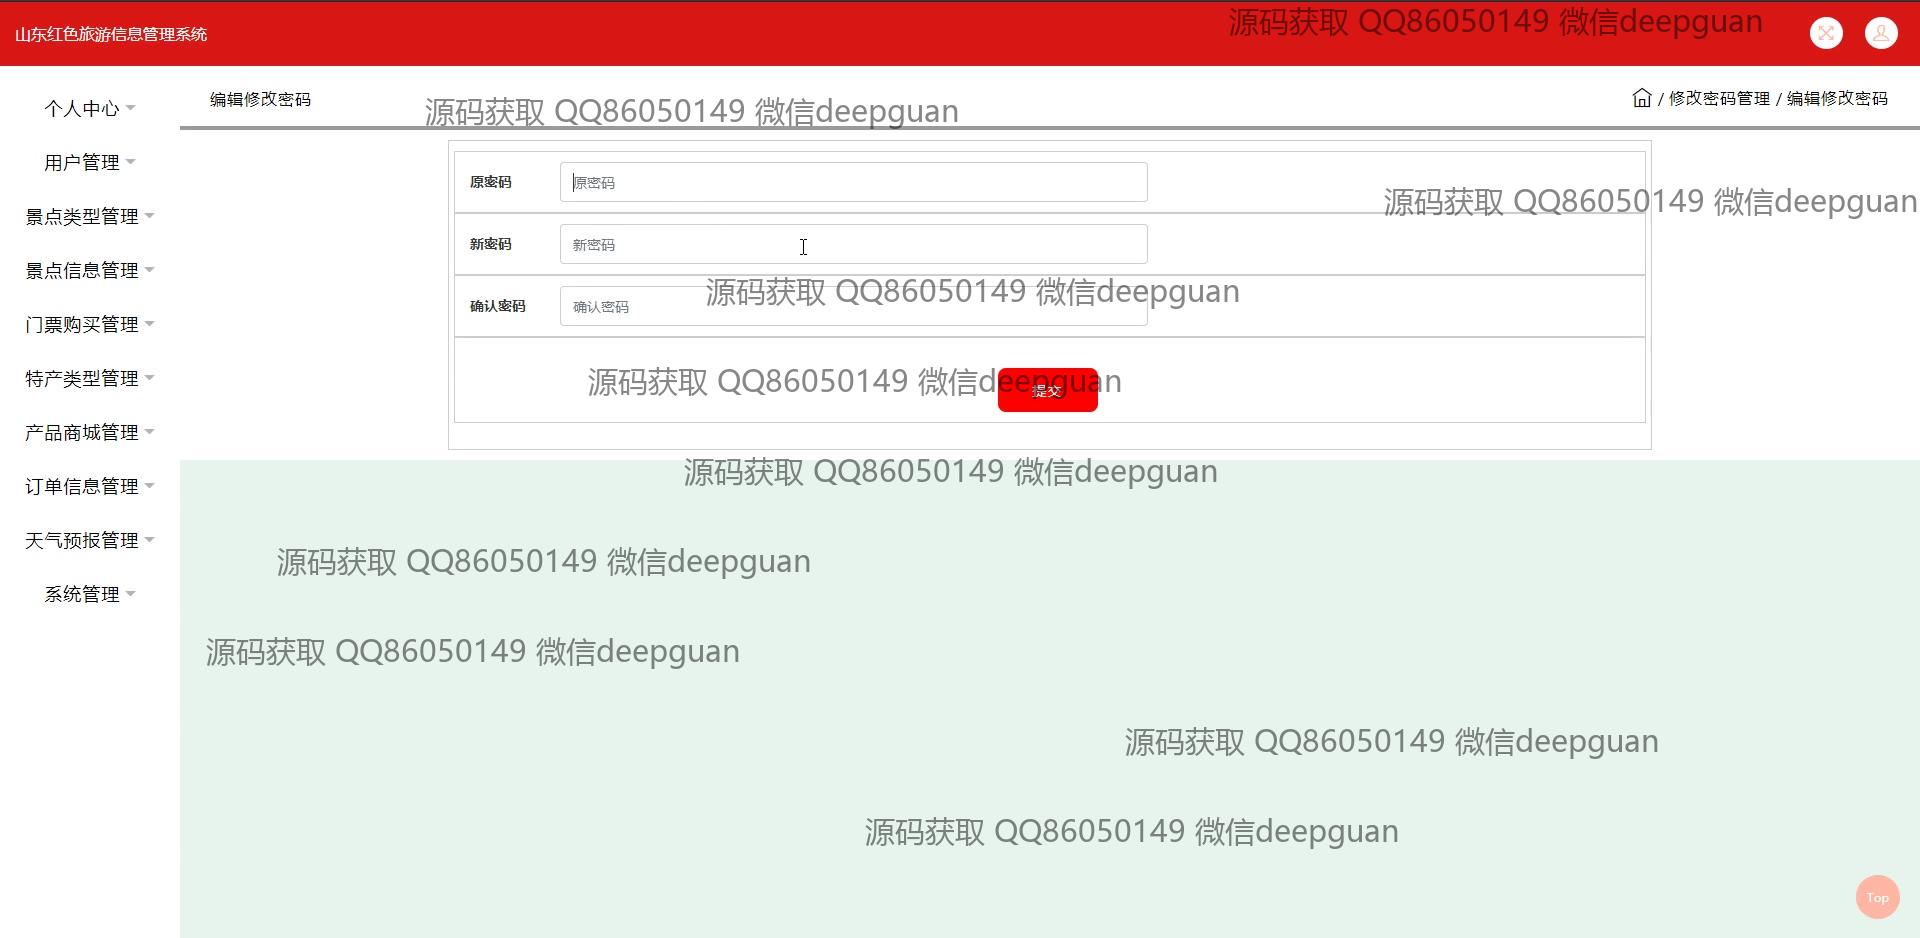 源码获取 QQ86050149 微信deepguan
山东红色旅游信息管理系统
个人中心
编辑修改密码
源码获取 QQ86050149 微信deepguan
/ 修改密码管理 / 编辑修改密码
用户管理
原密码
原密码
源码获取 QQ86050149 微信deepguan
景点类型管理
新密码
新密码
景点信息管理
源码获取 QQ86050149 微信deepguan
确认密码
确认密码
门票购买管理
特产类型管理
源码获取 QQ86050149 微信deepguan
提交
产品商城管理
源码获取 QQ86050149 微信deepguan
订单信息管理
天气预报管理
源码获取 QQ86050149 微信deepguan
系统管理
源码获取 QQ86050149 微信deepguan
源码获取 QQ86050149 微信deepguan
源码获取 QQ86050149 微信deepguan
Top